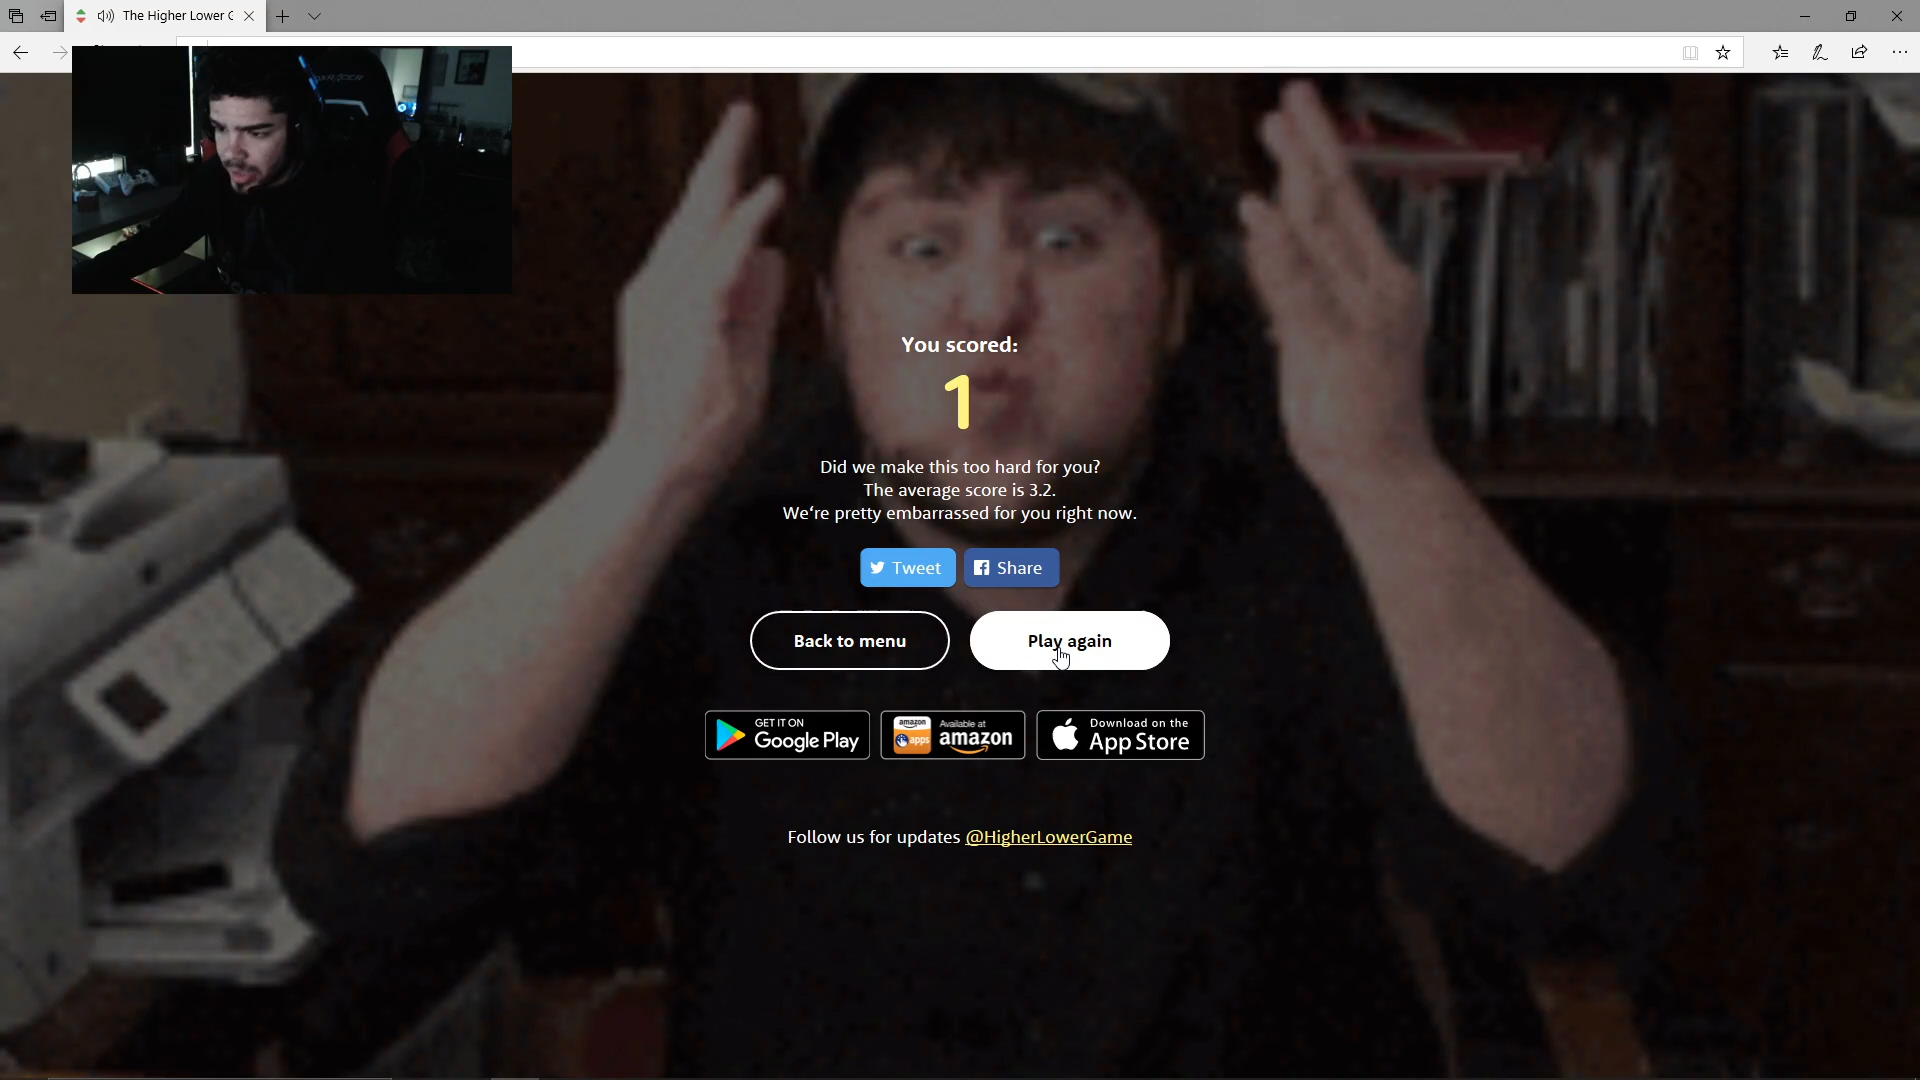 The Higher Lower G
You scored:
1
Did we make this too hard for you?
The average score is 3.2.
We're pretty embarrassed for you right now.
Tweet
Share
Back to menu
Play again
GET IT ON
Google Play
amazon
apps
Available at
amazon
Download on the
App Store
Follow us for updates @HigherLowerGame